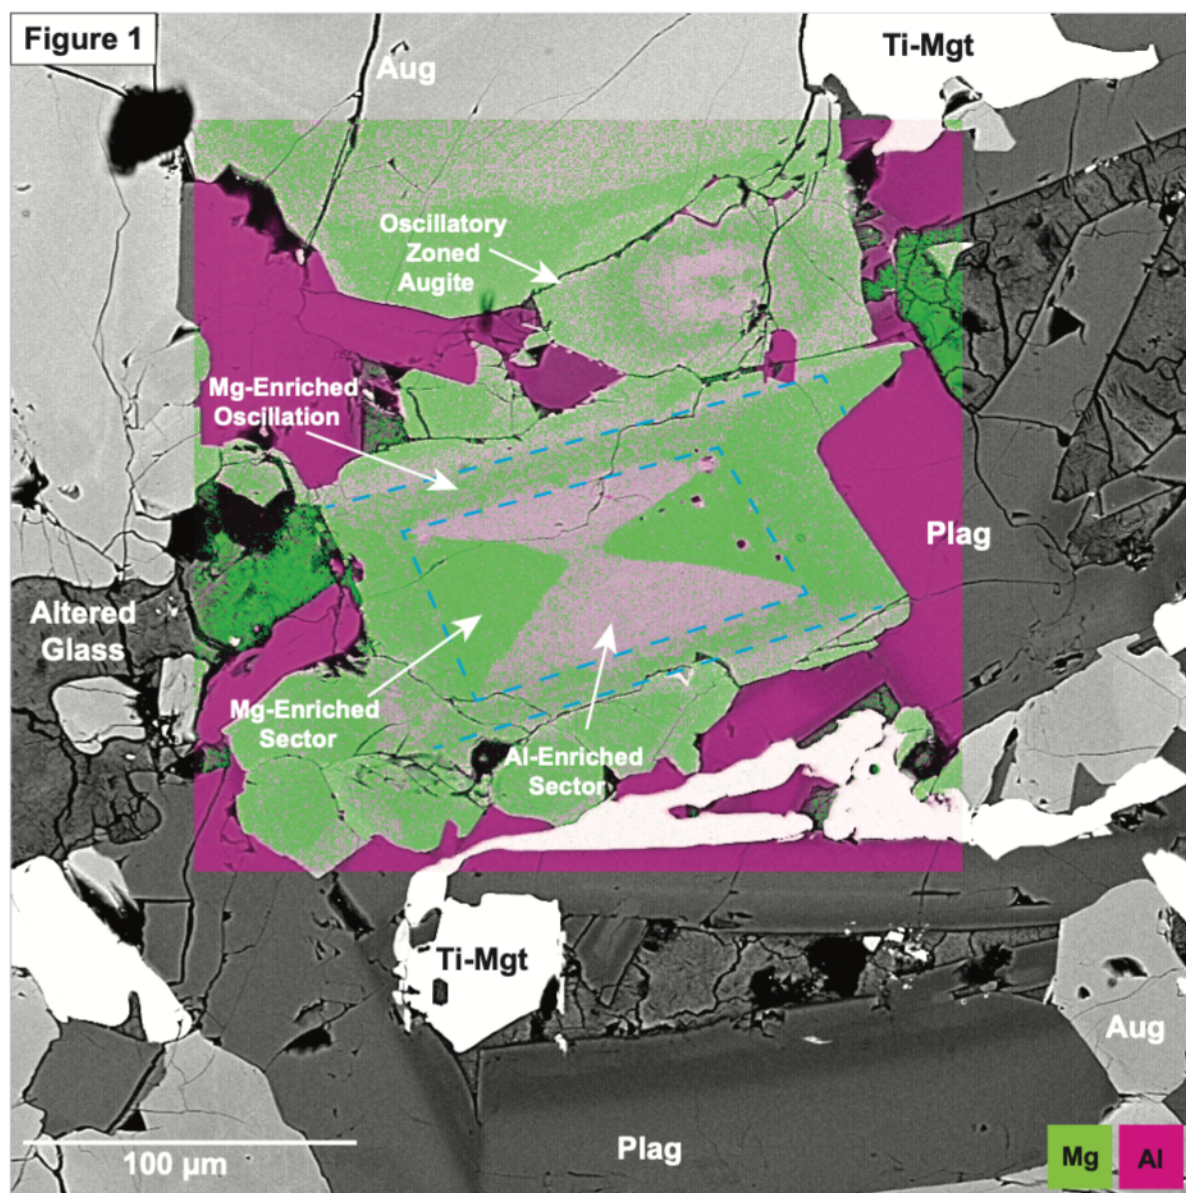 Figure 1
Aug
Ti-Mgt
Oscillatory
Zoned
Augite
Mg-Enriched
Oscillation
Plag
Altered
Glass
Mg-Enriched
Sector
Al-Enriched
Sector
Ti-Mgt
Aug
100 µm
Plag
Mg
Al